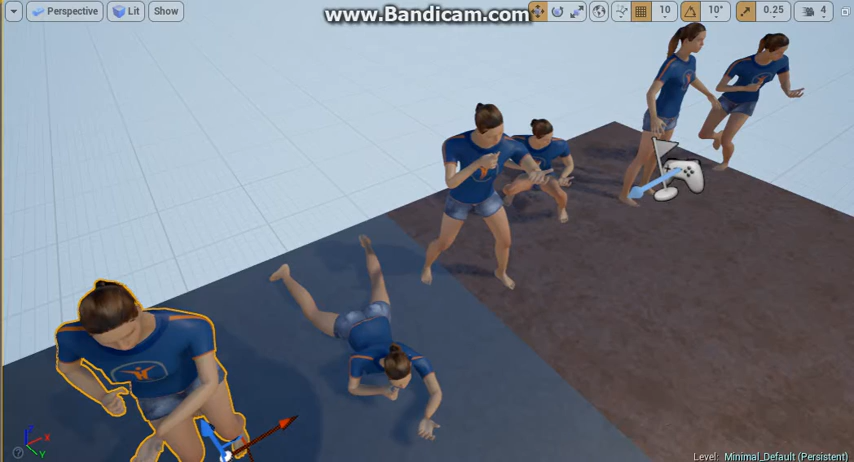 www.Bandicam.com
Perspective Lit Show 10 10° 0.25 4
X
Z
Y
Level: Minimal_Default (Persistent)